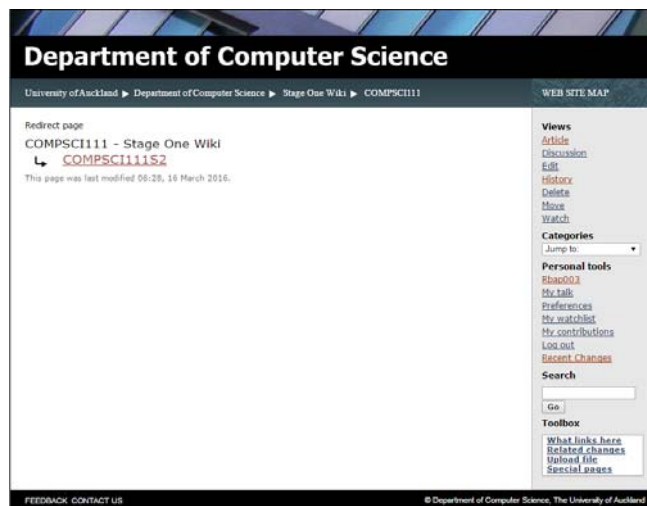 Department of Computer Science
University of Auckland ▶ Department of Computer Science ▶ Stage One Wiki ▶ COMPSCI111
WEB SITE MAP
Redirect page
COMPSCI111 - Stage One Wiki
COMPSCI111S2
This page was last modified 06:28, 16 March 2016.
Views
Article
Discussion
Edit
History
Delete
Move
Watch
Categories
Jump to:
Personal tools
Rbap003
My talk
Preferences
My watchlist
My contributions
Log out
Recent Changes
Search
Go
Toolbox
What links here
Related changes
Upload file
Special pages
FEEDBACK CONTACT US
© Department of Computer Science, The University of Auckland